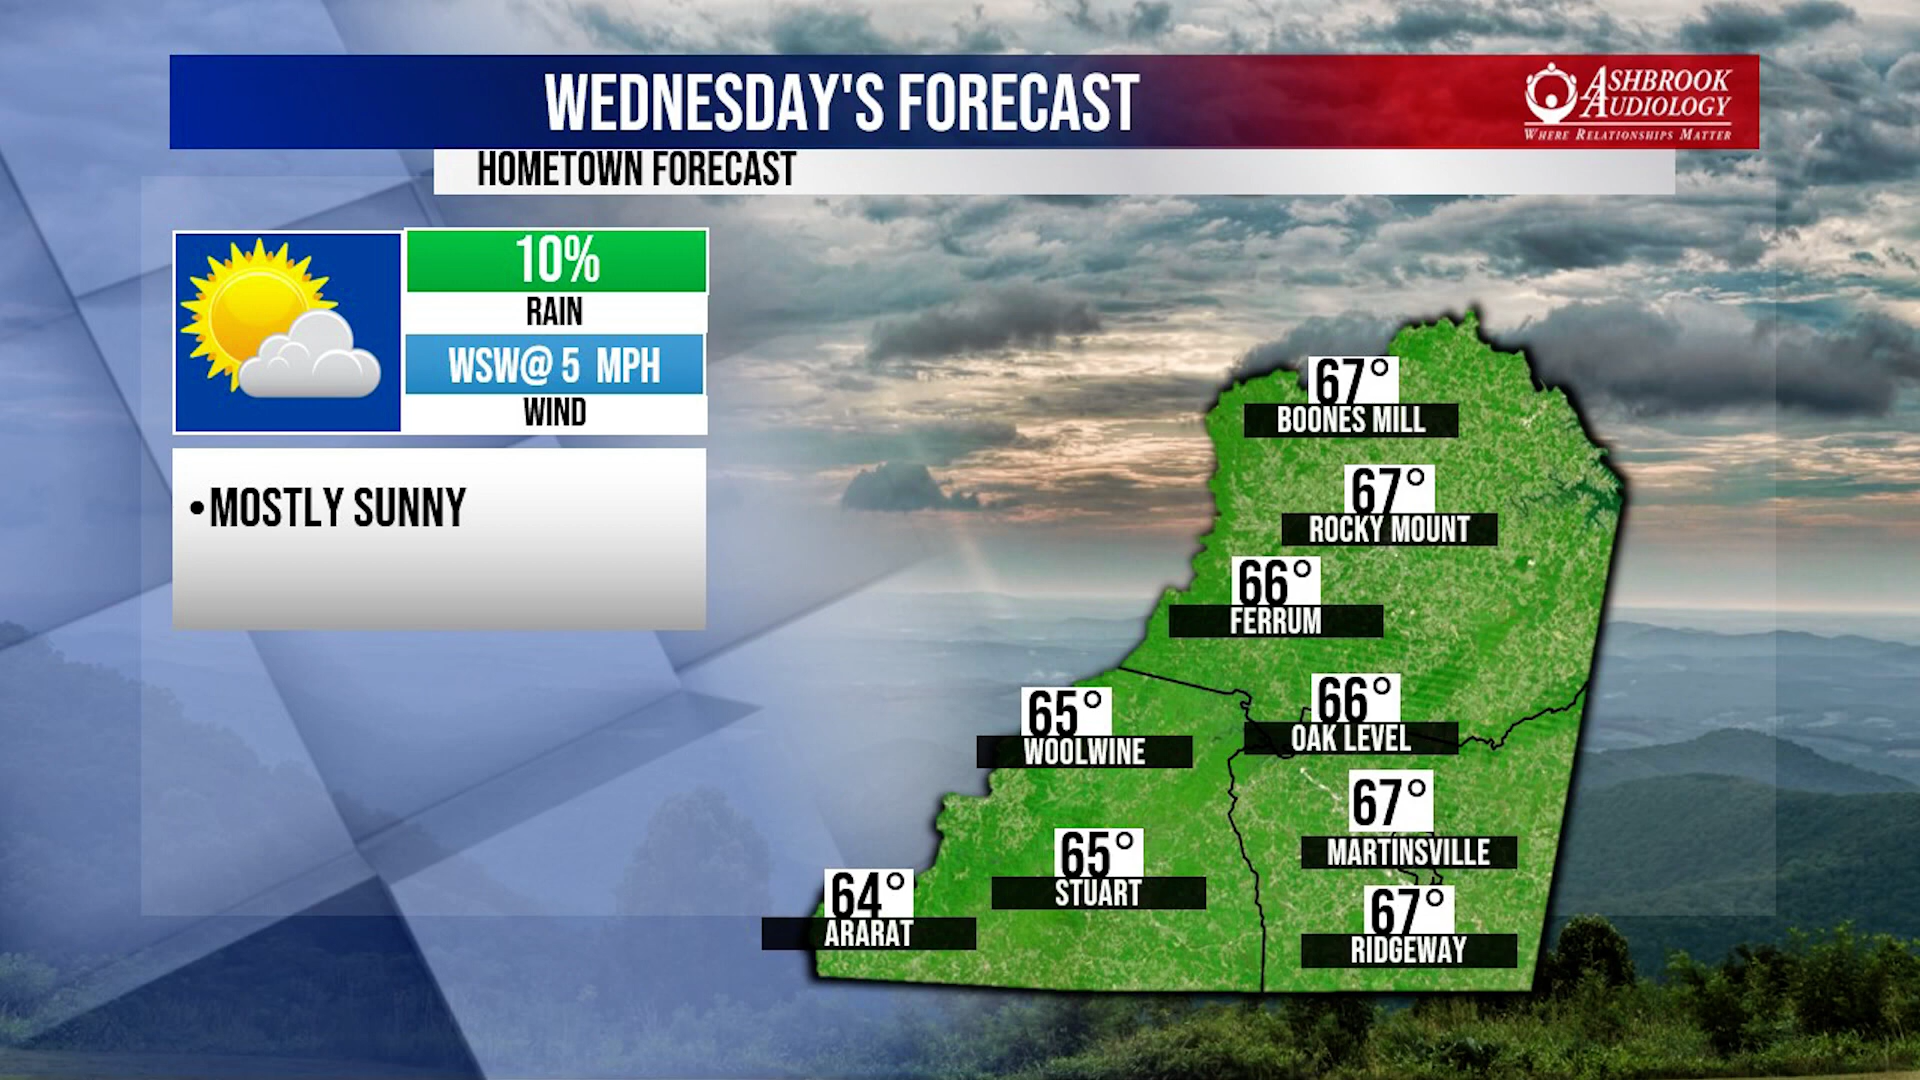 WEDNESDAY'S FORECAST
ASHBROOK
AUDIOLOGY
WHERE RELATIONSHIPS MATTER
HOMETOWN FORECAST
10%
RAIN
WSW@ 5 MPH
WIND
•MOSTLY SUNNY
67°
BOONES MILL
67°
ROCKY MOUNT
66°
FERRUM
66°
OAK LEVEL
65°
WOOLWINE
67°
MARTINSVILLE
65°
STUART
64°
ARARAT
67°
RIDGEWAY